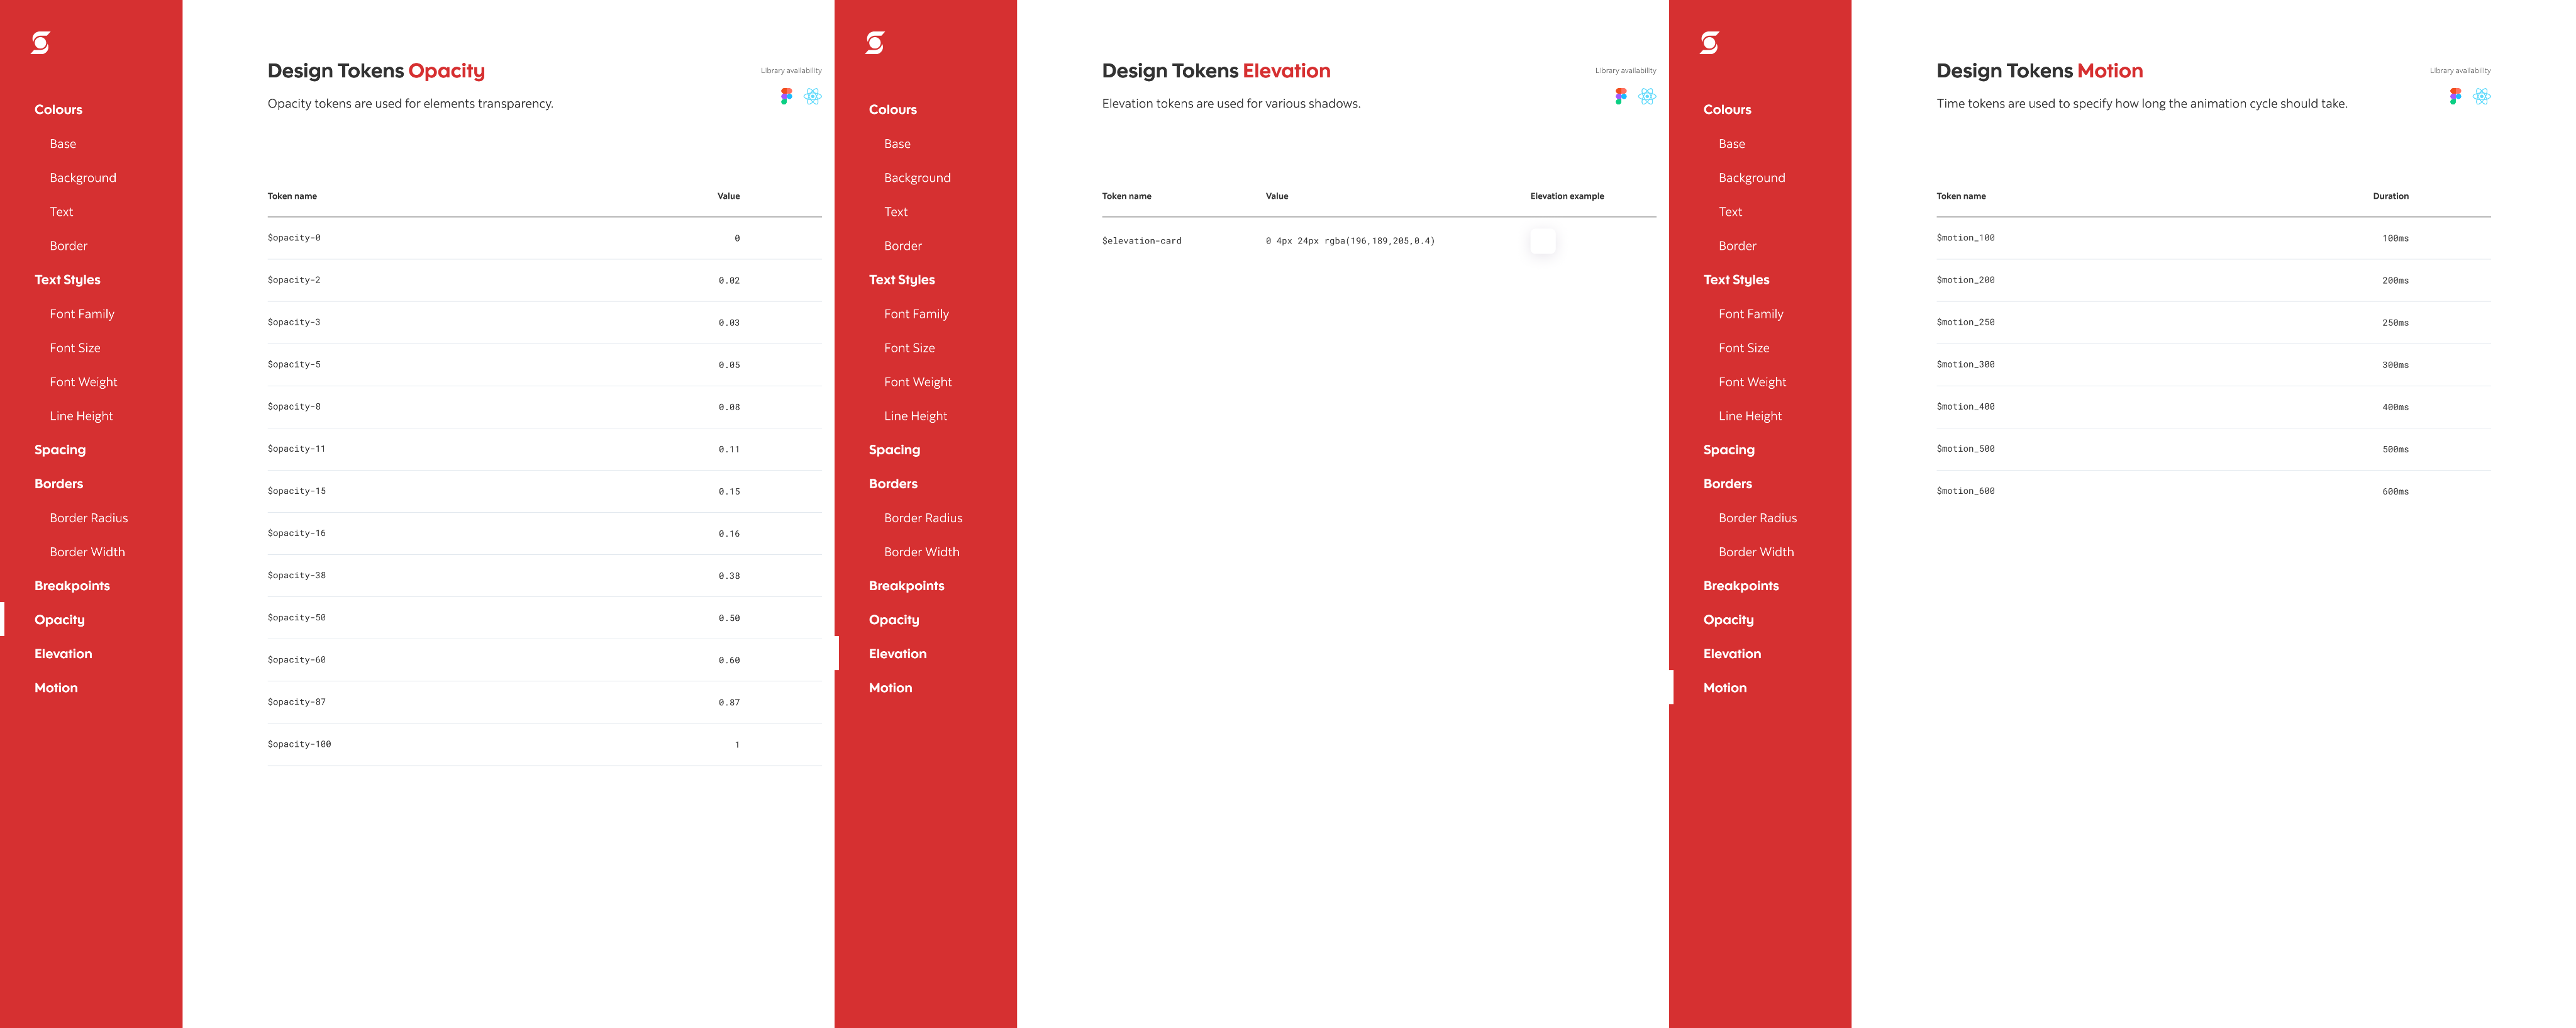 Colours
Base
Background
Text
Border
Text Styles
Font Family
Font Size
Font Weight
Line Height
Spacing
Borders
Border Radius
Border Width
Breakpoints
Opacity
Elevation
Motion
Design Tokens Opacity
Library availability
Opacity tokens are used for elements transparency.
Token name Value
$opacity-0 0
$opacity-2 0.02
$opacity-3 0.03
$opacity-5 0.05
$opacity-8 0.08
$opacity-11 0.11
$opacity-15 0.15
$opacity-16 0.16
$opacity-38 0.38
$opacity-50 0.50
$opacity-60 0.60
$opacity-87 0.87
$opacity-100 1
Colours
Base
Background
Text
Border
Text Styles
Font Family
Font Size
Font Weight
Line Height
Spacing
Borders
Border Radius
Border Width
Breakpoints
Opacity
Elevation
Motion
Design Tokens Elevation
Library availability
Elevation tokens are used for various shadows.
Token name Value Elevation example
$elevation-card 0 4px 24px rgba(196,189,205,0.4)
Colours
Base
Background
Text
Border
Text Styles
Font Family
Font Size
Font Weight
Line Height
Spacing
Borders
Border Radius
Border Width
Breakpoints
Opacity
Elevation
Motion
Design Tokens Motion
Library availability
Time tokens are used to specify how long the animation cycle should take.
Token name Duration
$motion_100 100ms
$motion_200 200ms
$motion_250 250ms
$motion_300 300ms
$motion_400 400ms
$motion_500 500ms
$motion_600 600ms